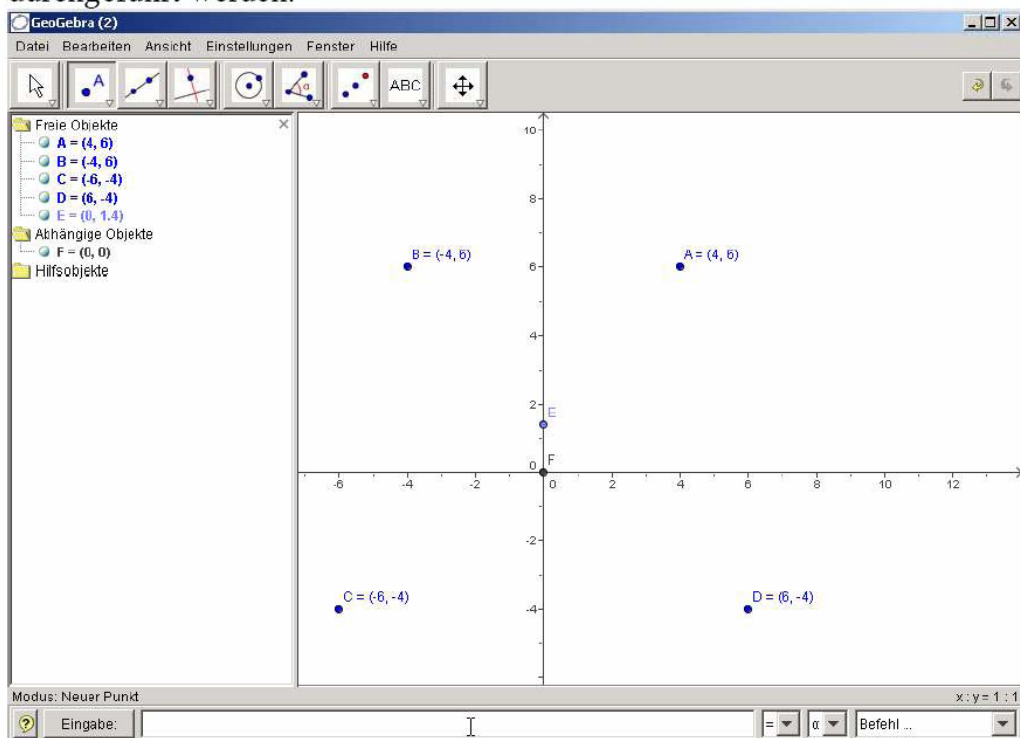 durchgeführt werden.
GeoGebra (2)
Datei Bearbeiten Ansicht Einstellungen Fenster Hilfe
A
α
ABC
Freie Objekte
A = (4, 6)
B = (-4, 6)
C = (-6, -4)
D = (6, -4)
E = (0, 1.4)
Abhängige Objekte
F = (0, 0)
Hilfsobjekte
10
8
B = (-4, 6)
A = (4, 6)
6
4
2
E
0
F
-6 -4 -2 0 2 4 6 8 10 12
-2
C = (-6, -4)
D = (6, -4)
-4
Modus: Neuer Punkt
x : y = 1 : 1
?
Eingabe:
=
α
Befehl ...